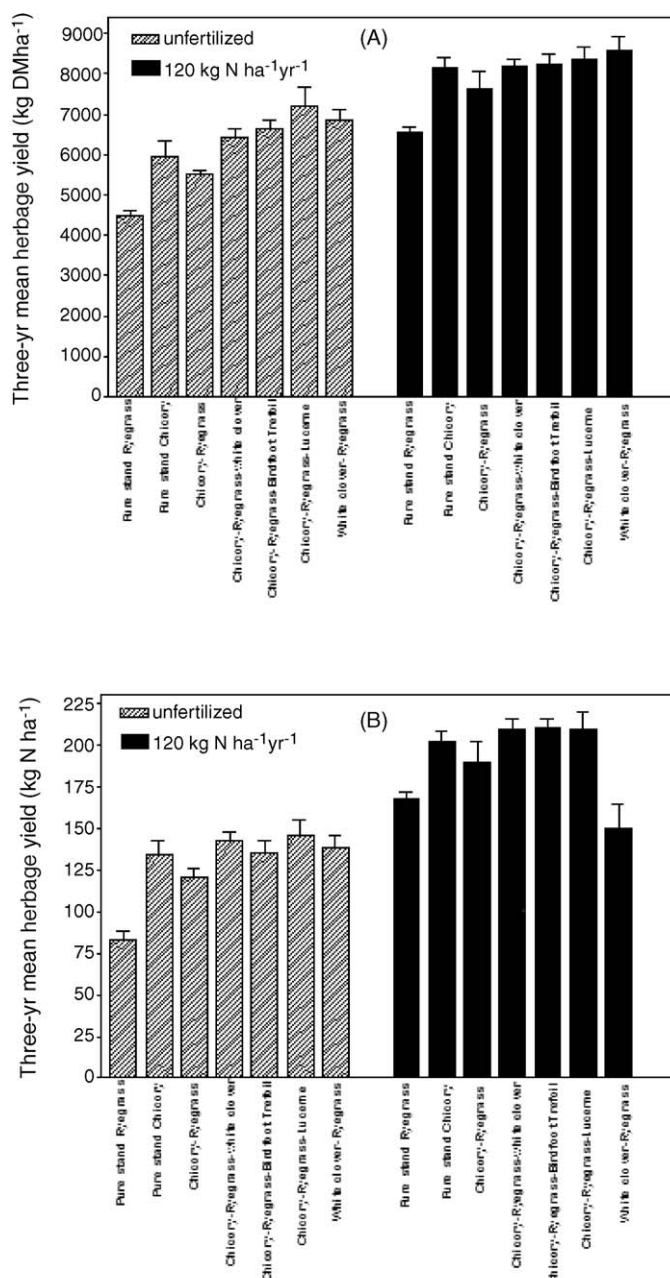 Three-yr mean herbage yield (kg DMha-1)
9000
8000
7000
6000
5000
4000
3000
2000
1000
0
unfertilized
120 kg N ha-1yr-1
(A)
Pure stand Ryegrass
Pure stand Chicory
Chicory-Ryegrass
Chicory-Ryegrass-White clover
Chicory-Ryegrass-Birdfoot Trefoil
Chicory-Ryegrass-Lucerne
White clover-Ryegrass
Pure stand Ryegrass
Pure stand Chicory
Chicory-Ryegrass
Chicory-Ryegrass-White clover
Chicory-Ryegrass-Birdfoot Trefoil
Chicory-Ryegrass-Lucerne
White clover-Ryegrass
Three-yr mean herbage yield (kg N ha-1)
225
200
175
150
125
100
75
50
25
0
unfertilized
120 kg N ha-1yr-1
(B)
Pure stand Ryegrass
Pure stand Chicory
Chicory-Ryegrass
Chicory-Ryegrass-White clover
Chicory-Ryegrass-Birdfoot Trefoil
Chicory-Ryegrass-Lucerne
White clover-Ryegrass
Pure stand Ryegrass
Pure stand Chicory
Chicory-Ryegrass
Chicory-Ryegrass-White clover
Chicory-Ryegrass-Birdfoot Trefoil
Chicory-Ryegrass-Lucerne
White clover-Ryegrass